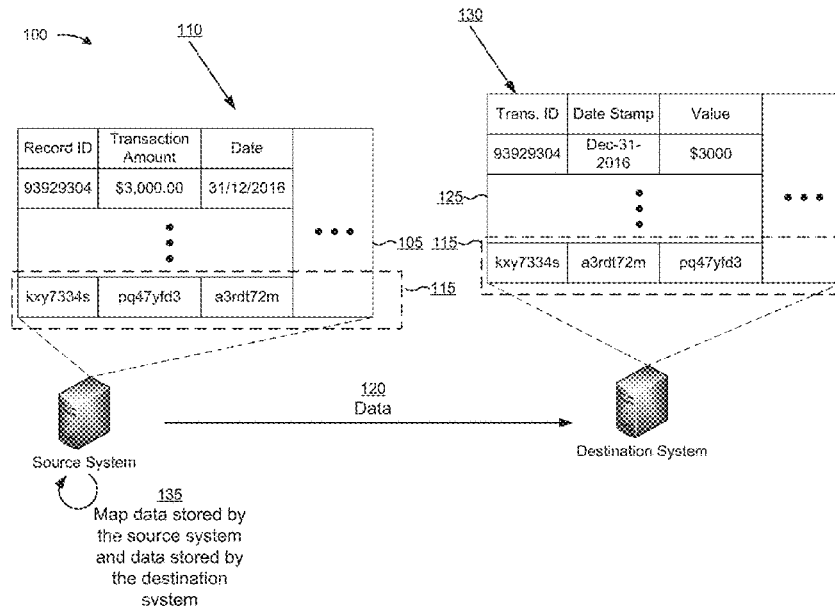 100
110
130
Record ID
Transaction
Amount
Date
93929304
$3,000.00
31/12/2016
105
kxy7334s
pq47yfd3
a3rdt72m
115
Trans. ID
Date Stamp
Value
93929304
Dec-31-
2016
$3000
125
115
kxy7334s
a3rdt72m
pq47yfd3
120
Data
Source System
Destination System
135
Map data stored by
the source system
and data stored by
the destination
system